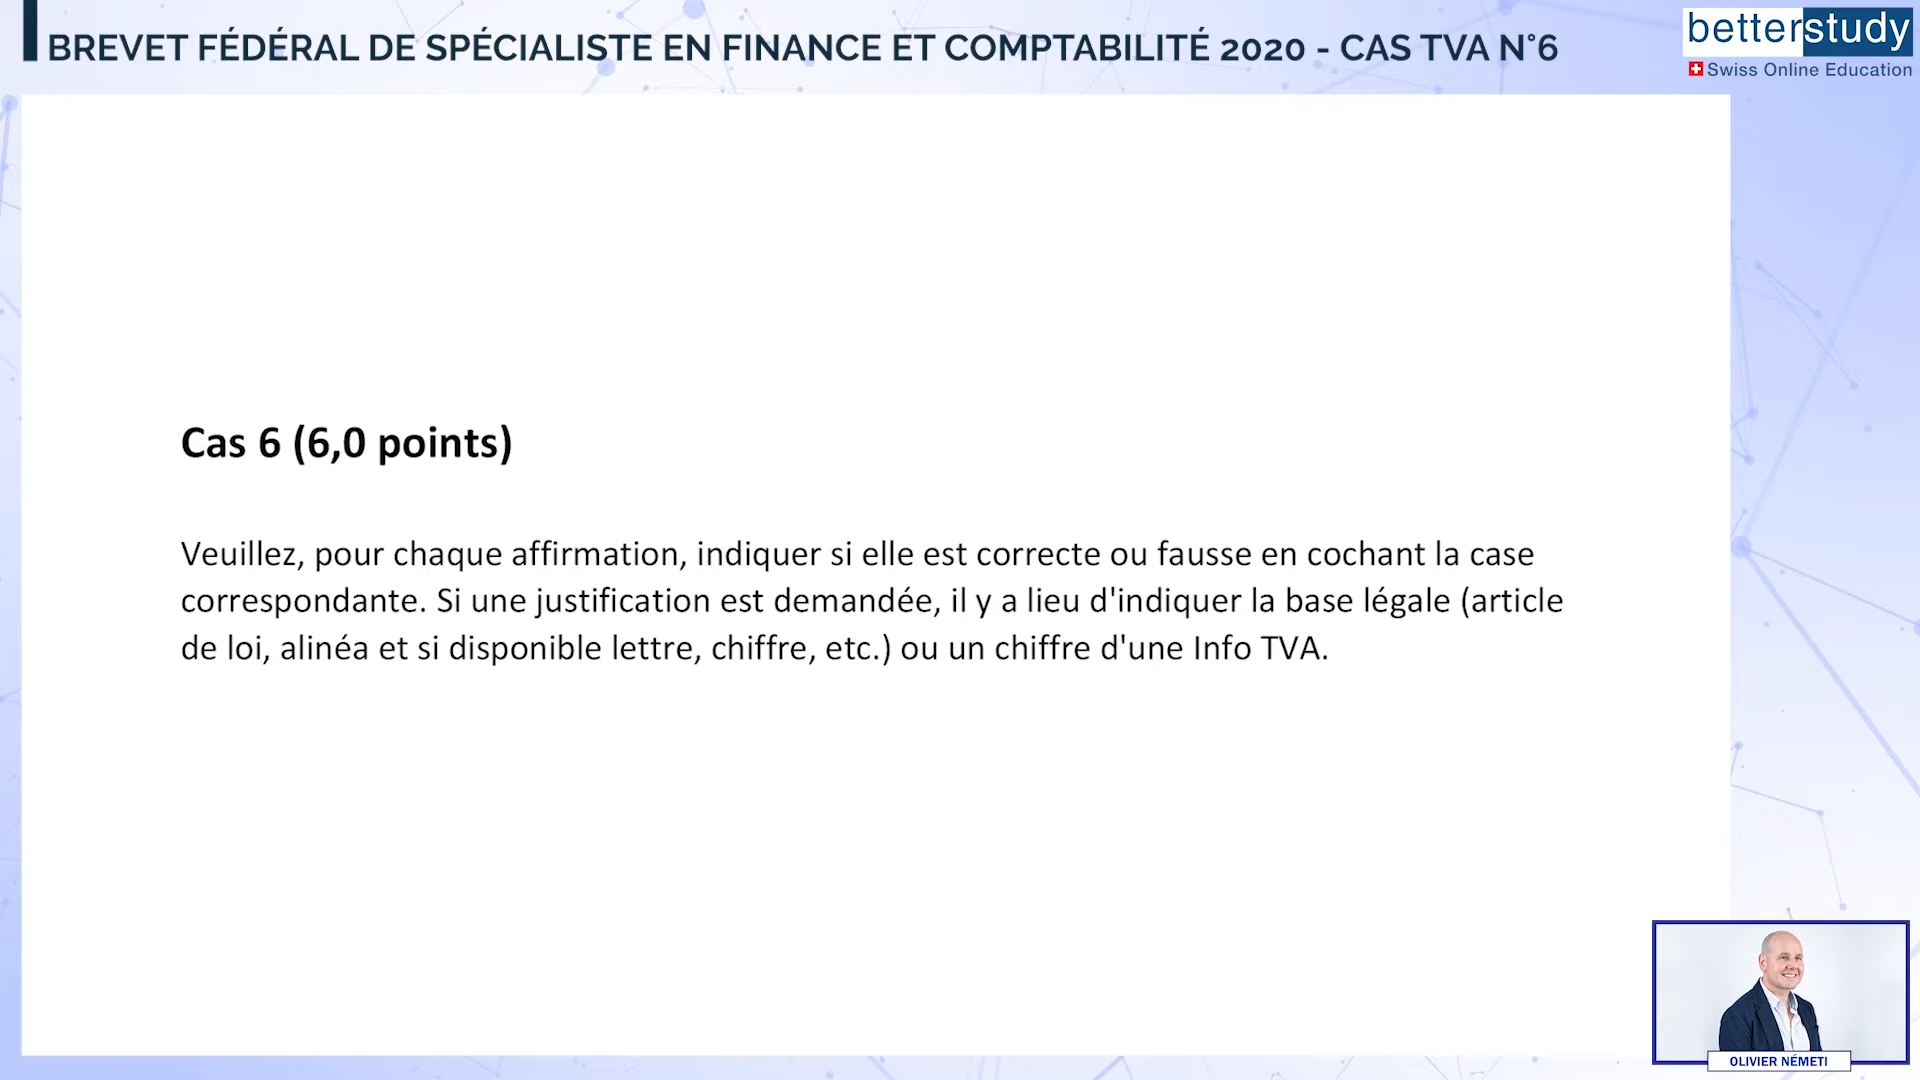 BREVET FÉDÉRAL DE SPÉCIALISTE EN FINANCE ET COMPTABILITÉ 2020 - CAS TVA N°6
betterstudy
Swiss Online Education
Cas 6 (6,0 points)
Veuillez, pour chaque affirmation, indiquer si elle est correcte ou fausse en cochant la case
correspondante. Si une justification est demandée, il y a lieu d'indiquer la base légale (article
de loi, alinéa et si disponible lettre, chiffre, etc.) ou un chiffre d'une Info TVA.
OLIVIER NÉMETI